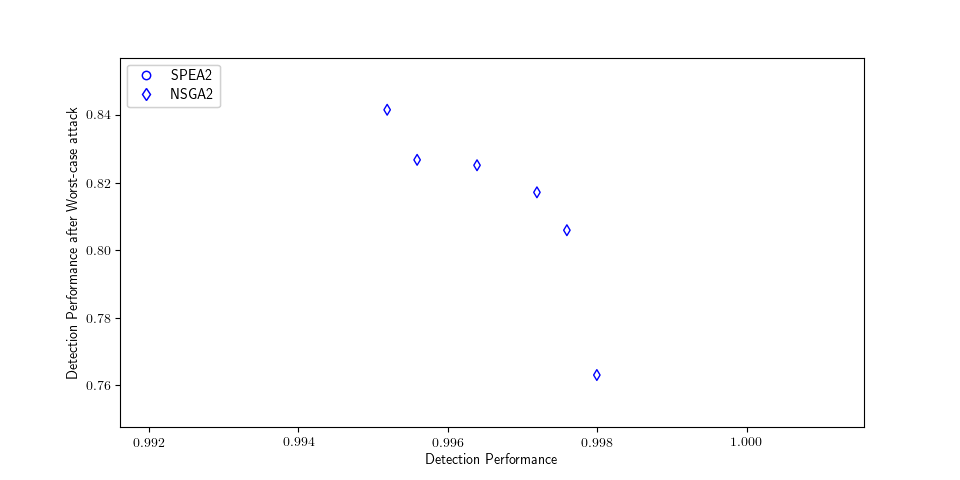 SPEA2
NSGA2
0.84
0.82
0.80
0.78
0.76
Detection Performance after Worst-case attack
0.992
0.994
0.996
0.998
1.000
Detection Performance